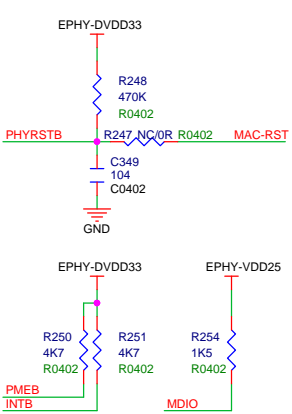 EPHY-DVDD33
R248
470K
R0402
PHYRSTB R247 NC/0R R0402 MAC-RST
C349
104
C0402
GND
EPHY-DVDD33 EPHY-VDD25
R250 R251 R254
4K7 4K7 1K5
R0402 R0402 R0402
PMEB
INTB MDIO